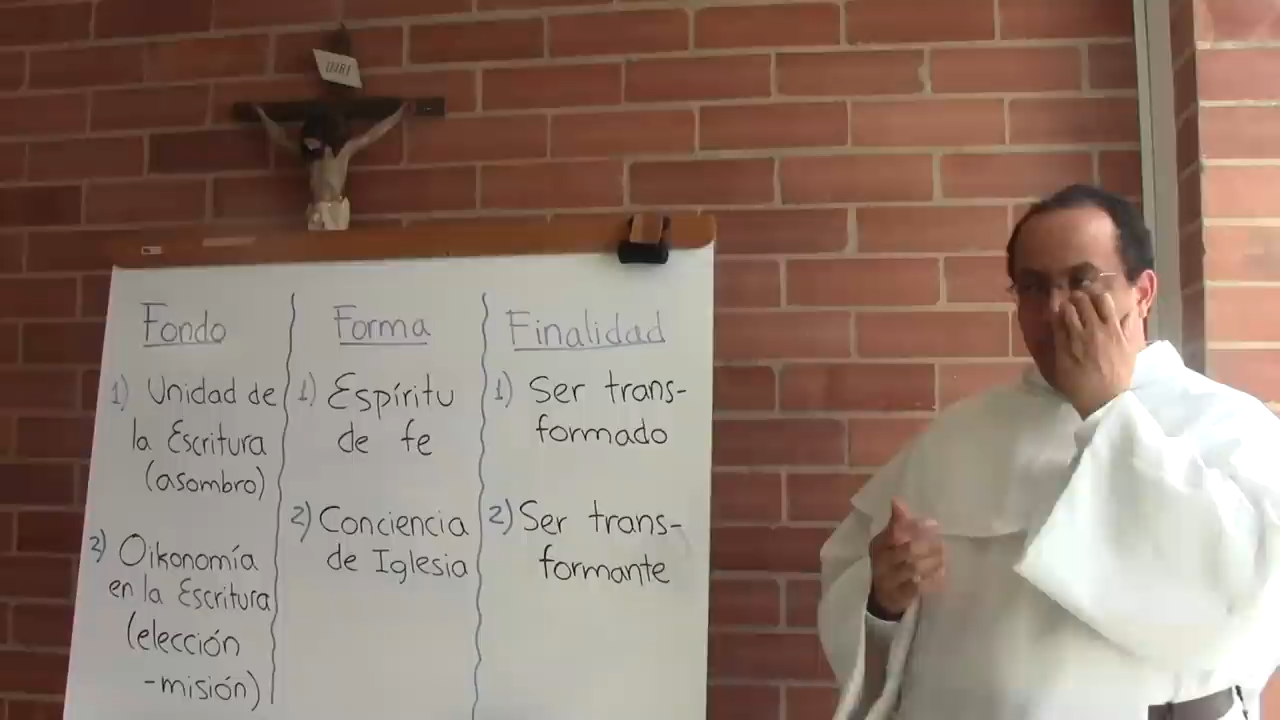 INRI
Fondo
1) Unidad de
la Escritura
(asombro)
2) Oikonomía
en la Escritura
(elección
-misión)
Forma
1) Espíritu
de fe
2) Conciencia
de Iglesia
Finalidad
1) Ser trans-
formado
2) Ser trans-
formante